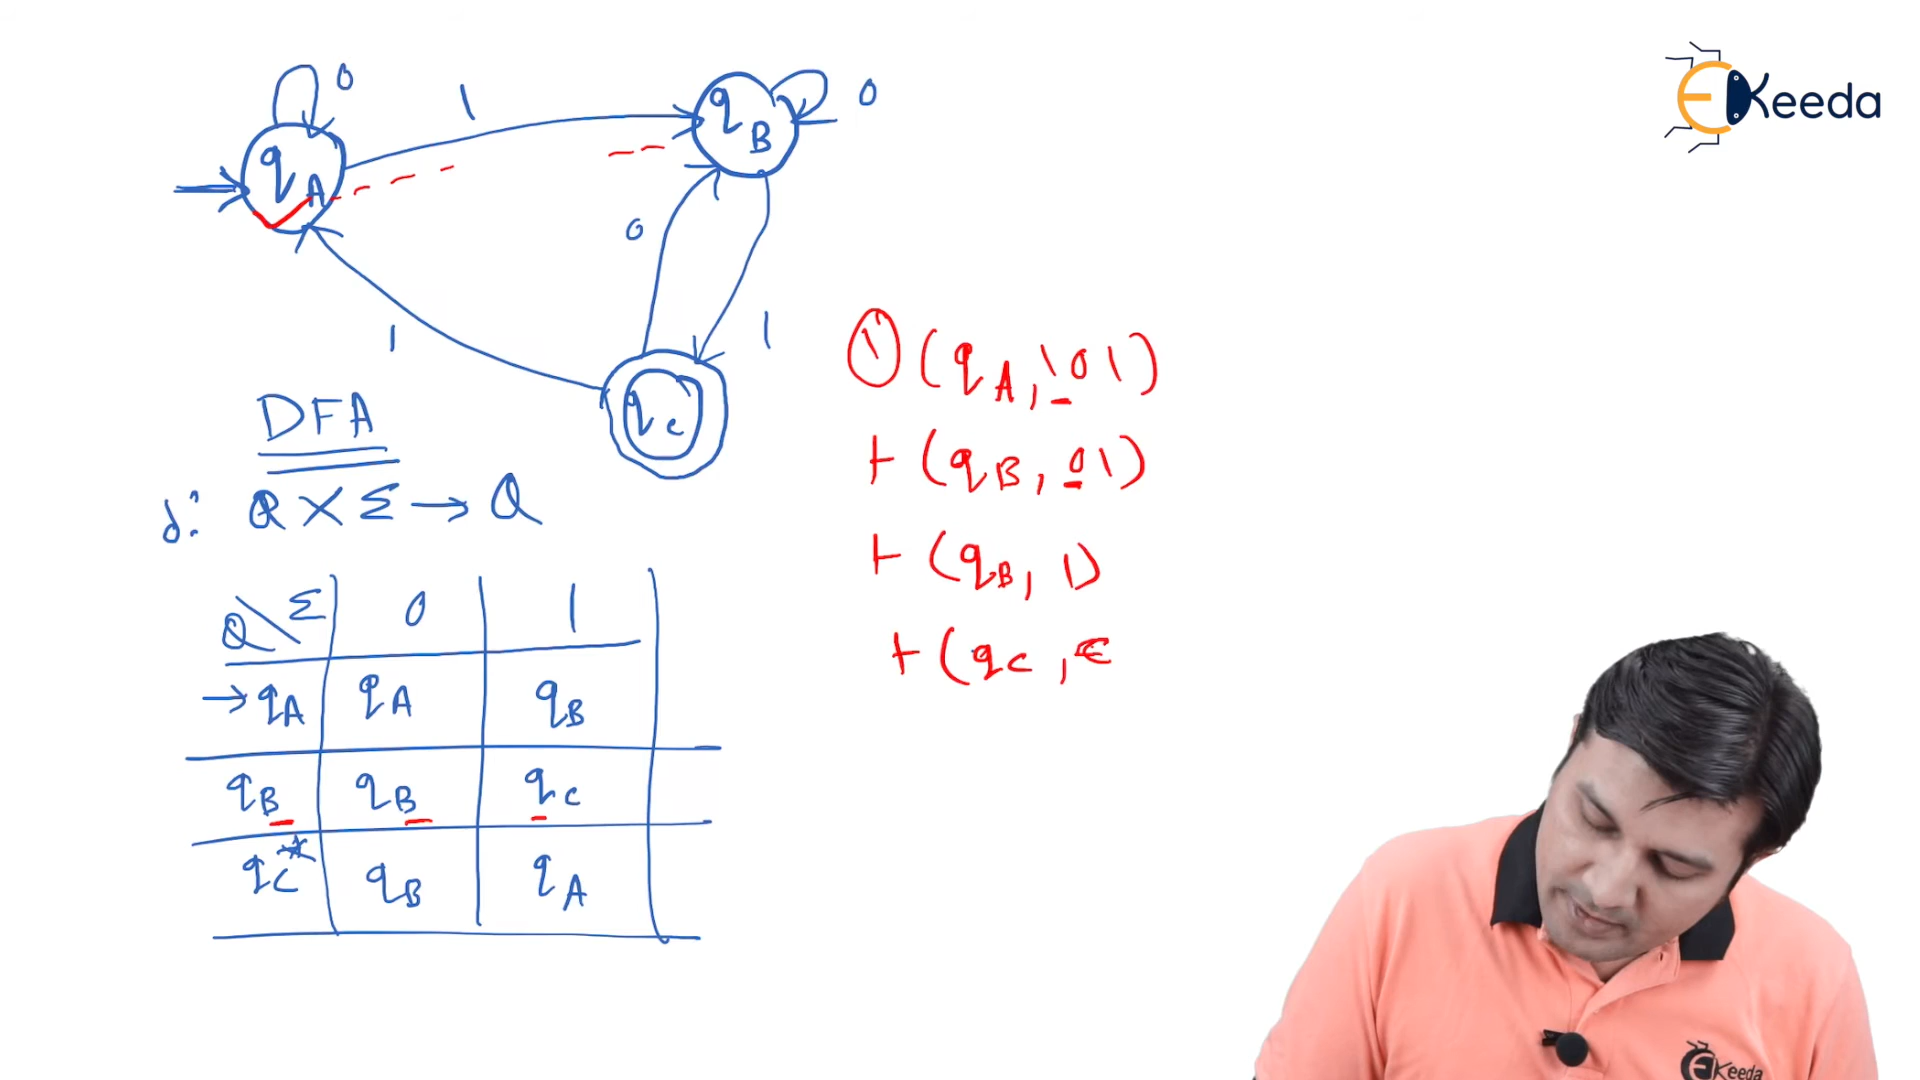 0
1
0
qA
qB
0
1
1
qC
EKeeda
DFA
δ: Q X Σ → Q
Q \ Σ 0 1
→ qA qA qB
qB qB qC
qC* qB qA
① (qA, 101)
⊢ (qB, 01)
⊢ (qB, 1)
⊢ (qC, ε
EKeeda